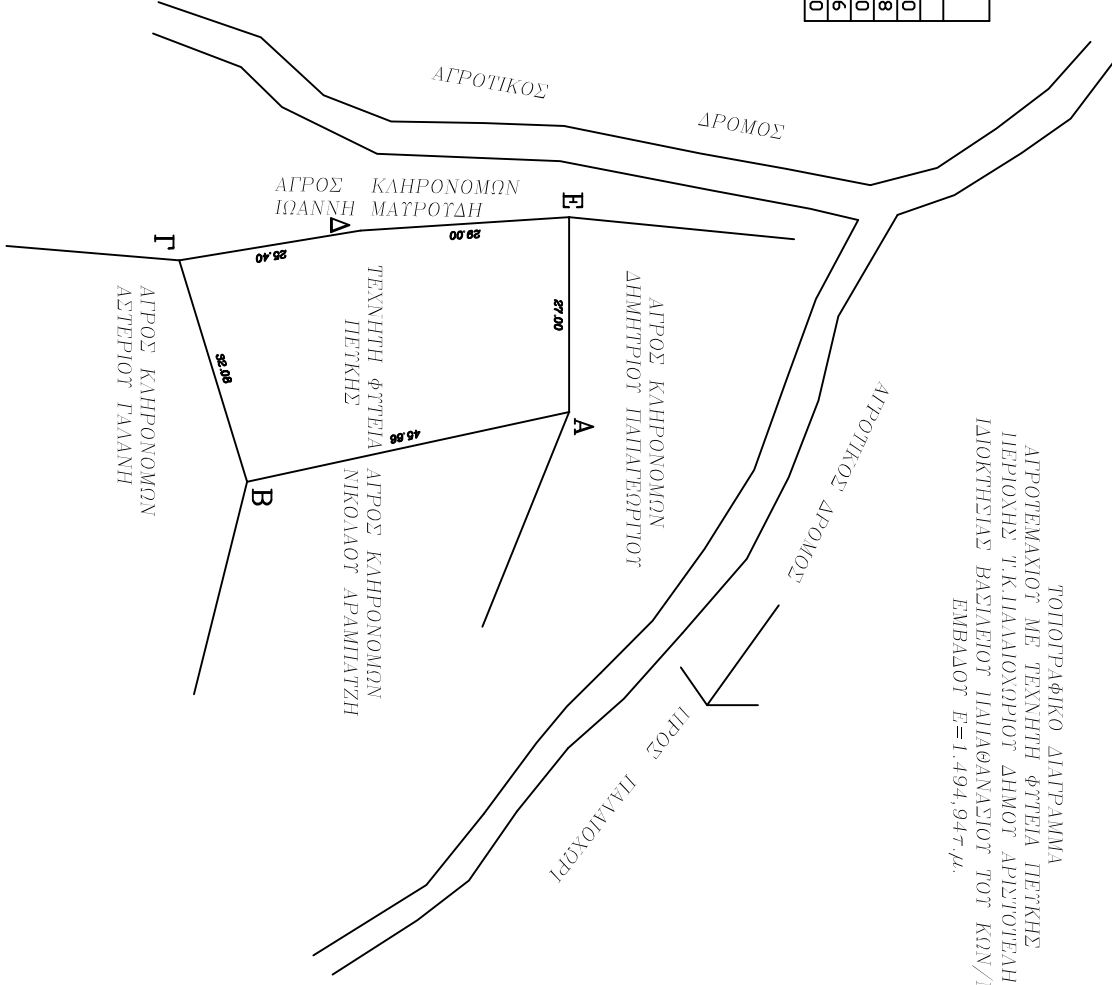 ΤΟΠΟΓΡΑΦΙΚΟ ΔΙΑΓΡΑΜΜΑ
ΑΓΡΟΤΕΜΑΧΙΟΥ ΜΕ ΤΕΧΝΗΤΗ ΦΥΤΕΙΑ ΠΕΥΚΗΣ
ΠΕΡΙΟΧΗΣ Τ.Κ.ΠΑΛΑΙΟΧΩΡΙΟΥ ΔΗΜΟΥ ΑΡΙΣΤΟΤΕΛΗ
ΙΔΙΟΚΤΗΣΙΑΣ ΒΑΣΙΛΕΙΟΥ ΠΑΠΑΘΑΝΑΣΙΟΥ ΤΟΥ ΚΩΝ/
ΕΜΒΑΔΟΥ Ε=1.494,94τ.μ.
ΑΓΡΟΤΙΚΟΣ
ΔΡΟΜΟΣ
ΑΓΡΟΤΙΚΟΣ ΔΡΟΜΟΣ
ΠΡΟΣ ΠΑΛΑΙΟΧΩΡΙ
ΑΓΡΟΣ ΚΛΗΡΟΝΟΜΩΝ
ΙΩΑΝΝΗ ΜΑΥΡΟΥΔΗ
ΑΓΡΟΣ ΚΛΗΡΟΝΟΜΩΝ
ΔΗΜΗΤΡΙΟΥ ΠΑΠΑΓΕΩΡΓΙΟΥ
ΤΕΧΝΗΤΗ ΦΥΤΕΙΑ
ΠΕΥΚΗΣ
ΑΓΡΟΣ ΚΛΗΡΟΝΟΜΩΝ
ΝΙΚΟΛΑΟΥ ΑΡΑΜΠΑΤΖΗ
ΑΓΡΟΣ ΚΛΗΡΟΝΟΜΩΝ
ΑΣΤΕΡΙΟΥ ΓΑΛΑΝΗ
Ε
Δ
Γ
Β
Α
29.00
25.40
27.00
45.66